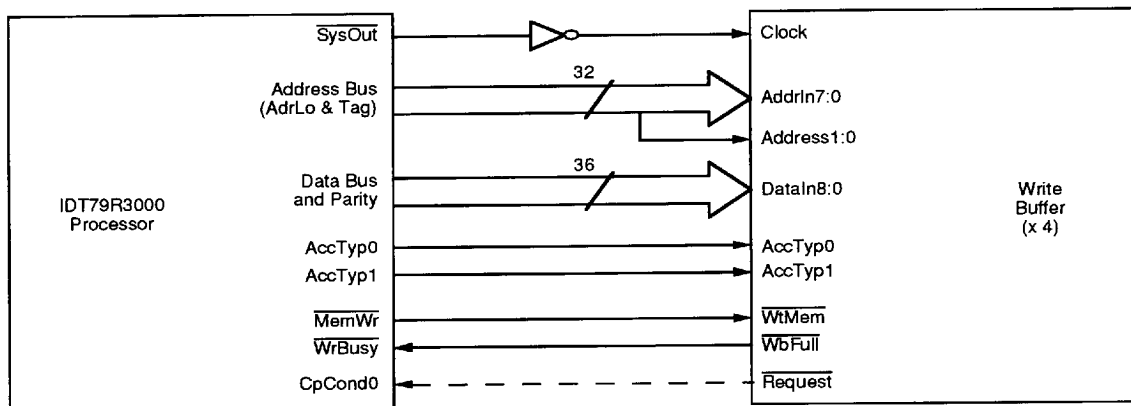 SysOut
Clock
32
Address Bus
(AdrLo & Tag)
AddrIn7:0
Address1:0
36
Data Bus
and Parity
DataIn8:0
IDT79R3000
Processor
Write
Buffer
(x 4)
AccTyp0
AccTyp0
AccTyp1
AccTyp1
MemWr
WtMem
WrBusy
WbFull
CpCond0
Request